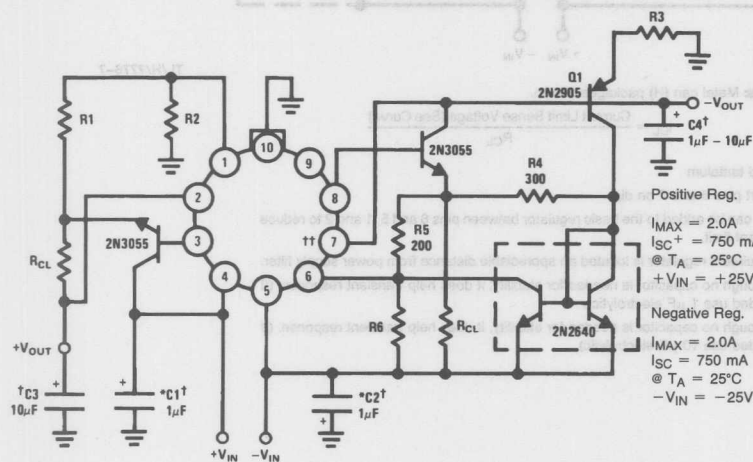 R3
Q1
2N2905
R1
R2
10
9
8
7
6
5
4
3
2
1
††
2N3055
−VOUT
C4†
1µF − 10µF
2N3055
R4
300
R5
200
RCL
R6
RCL
2N2640
+VOUT
†C3
10µF
*C1†
1µF
*C2†
1µF
+VIN
−VIN
Positive Reg.
IMAX = 2.0A
ISC+ = 750 m
@ TA = 25°C
+VIN = +25V
Negative Reg.
IMAX = 2.0A
ISC = 750 mA
@ TA = 25°C
−VIN = −25V